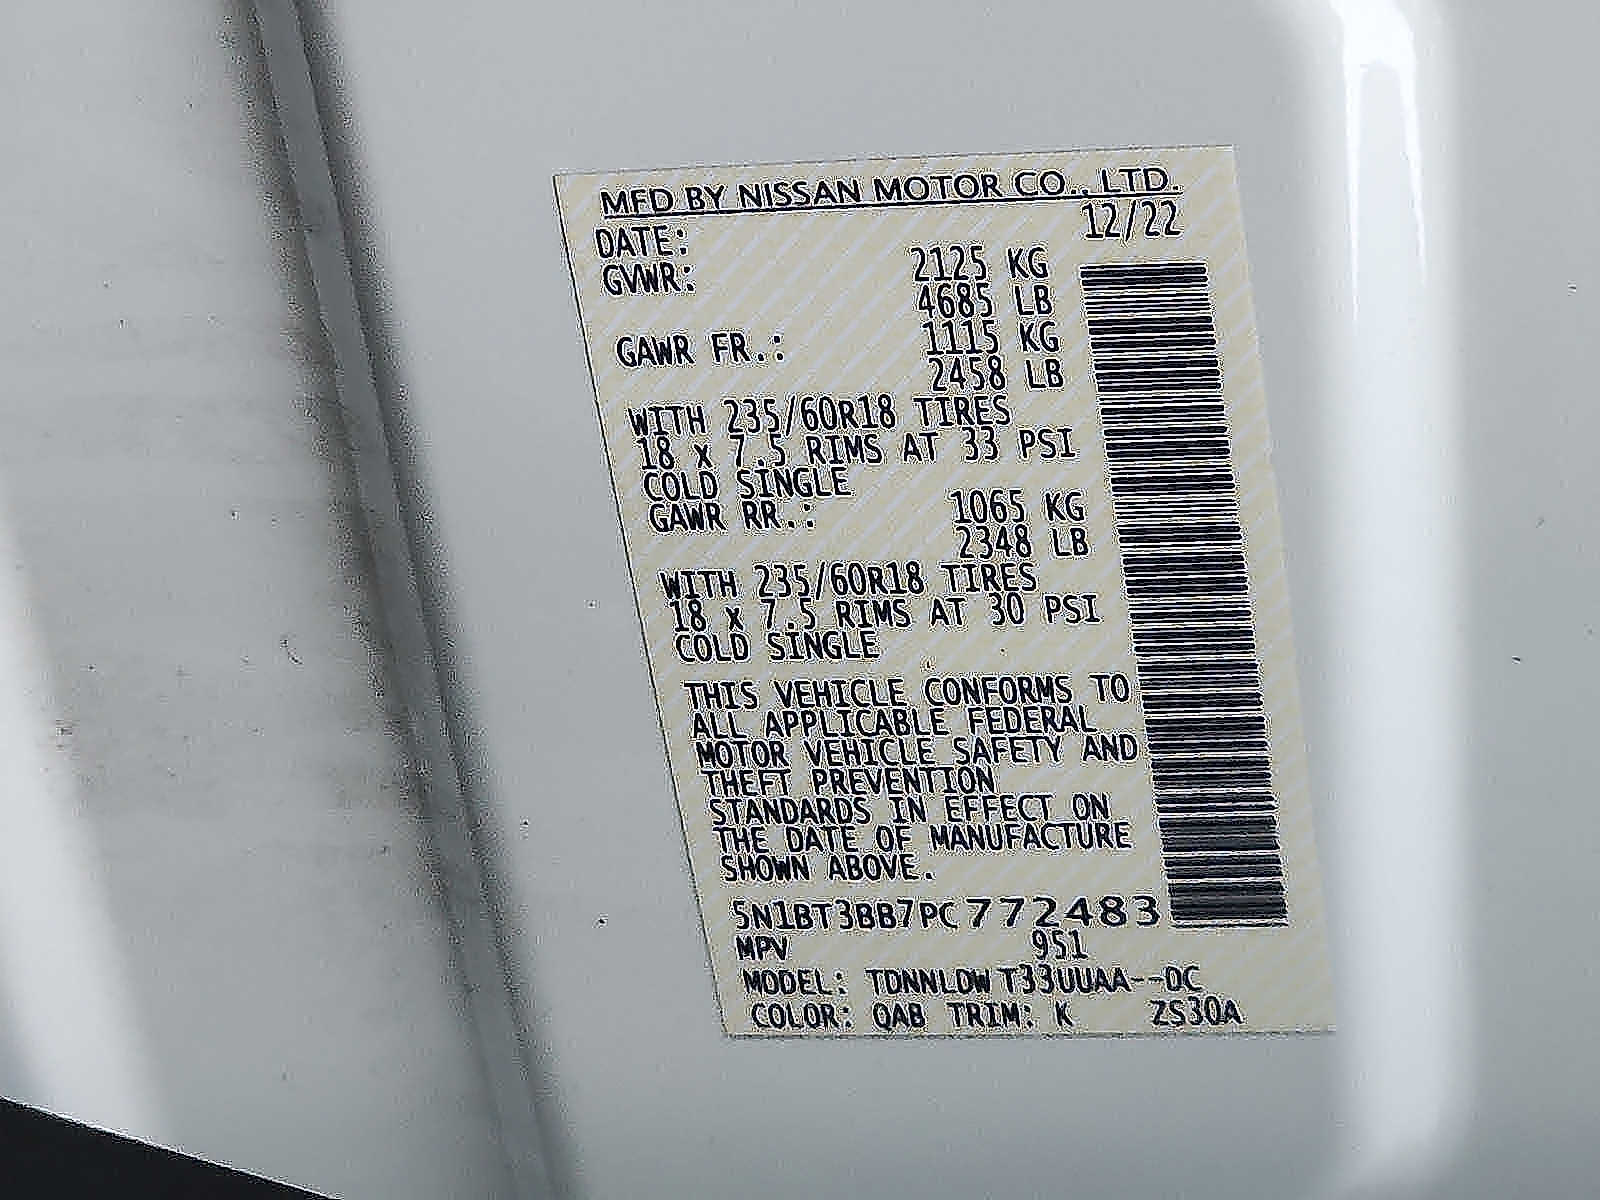 MFD BY NISSAN MOTOR CO., LTD.
DATE: 12/22
GVWR: 2125 KG
4685 LB
GAWR FR.: 1115 KG
2458 LB
WITH 235/60R18 TIRES
18 x 7.5 RIMS AT 33 PSI
COLD SINGLE
GAWR RR.: 1065 KG
2348 LB
WITH 235/60R18 TIRES
18 x 7.5 RIMS AT 30 PSI
COLD SINGLE
THIS VEHICLE CONFORMS TO
ALL APPLICABLE FEDERAL
MOTOR VEHICLE SAFETY AND
THEFT PREVENTION
STANDARDS IN EFFECT ON
THE DATE OF MANUFACTURE
SHOWN ABOVE.
5N1BT3BB7PC772483
MPV 951
MODEL: TDNNLDW T33UUAA--DC
COLOR: QAB TRIM: K ZS30A